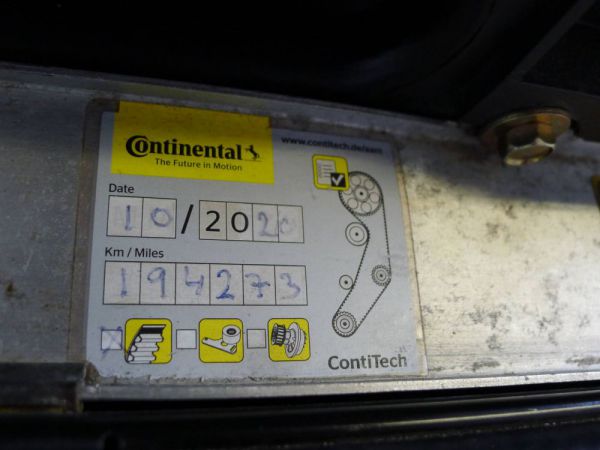 Continental
The Future in Motion
www.contitech.de/aam
Date
10/2020
Km / Miles
194273
ContiTech